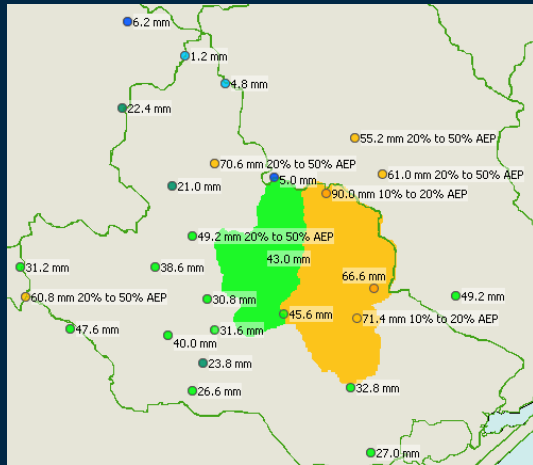 6.2 mm
1.2 mm
4.8 mm
22.4 mm
55.2 mm 20% to 50% AEP
70.6 mm 20% to 50% AEP
61.0 mm 20% to 50% AEP
5.0 mm
21.0 mm
90.0 mm 10% to 20% AEP
49.2 mm 20% to 50% AEP
43.0 mm
31.2 mm
38.6 mm
66.6 mm
60.8 mm 20% to 50% AEP
30.8 mm
49.2 mm
45.6 mm
71.4 mm 10% to 20% AEP
47.6 mm
31.6 mm
40.0 mm
23.8 mm
32.8 mm
26.6 mm
27.0 mm